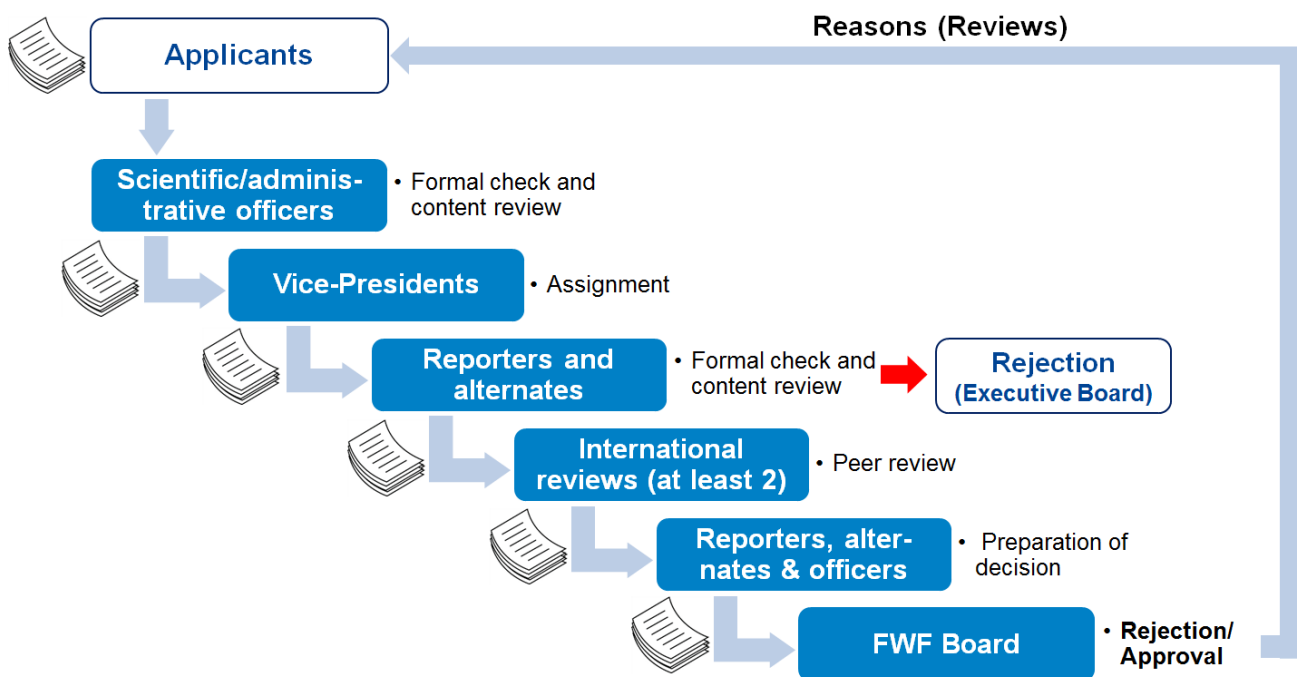 Reasons (Reviews)
Applicants
Scientific/adminis-
trative officers
• Formal check and
content review
Vice-Presidents
• Assignment
Reporters and
alternates
• Formal check and
content review
Rejection
(Executive Board)
International
reviews (at least 2)
• Peer review
Reporters, alter-
nates & officers
• Preparation of
decision
FWF Board
• Rejection/
Approval